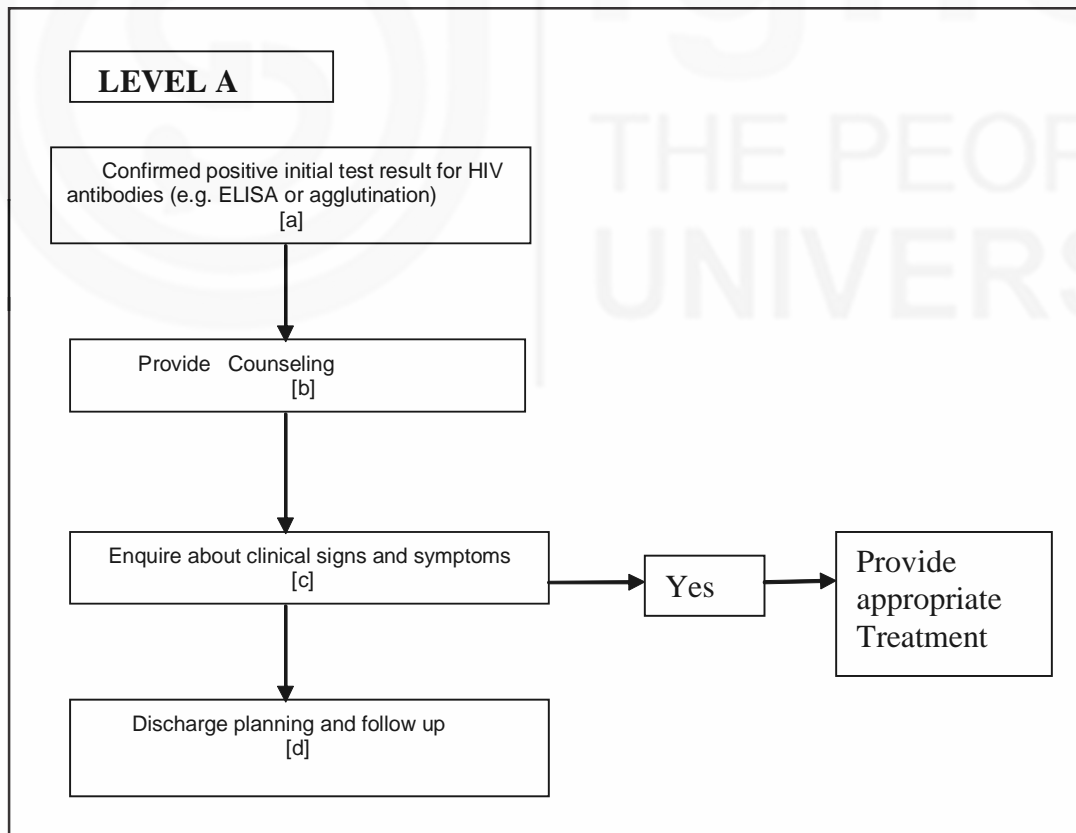 LEVEL A
Confirmed positive initial test result for HIV
antibodies (e.g. ELISA or agglutination)
[a]
Provide Counseling
[b]
Enquire about clinical signs and symptoms
[c]
Yes
Provide
appropriate
Treatment
Discharge planning and follow up
[d]
THE PEOP
UNIVERS